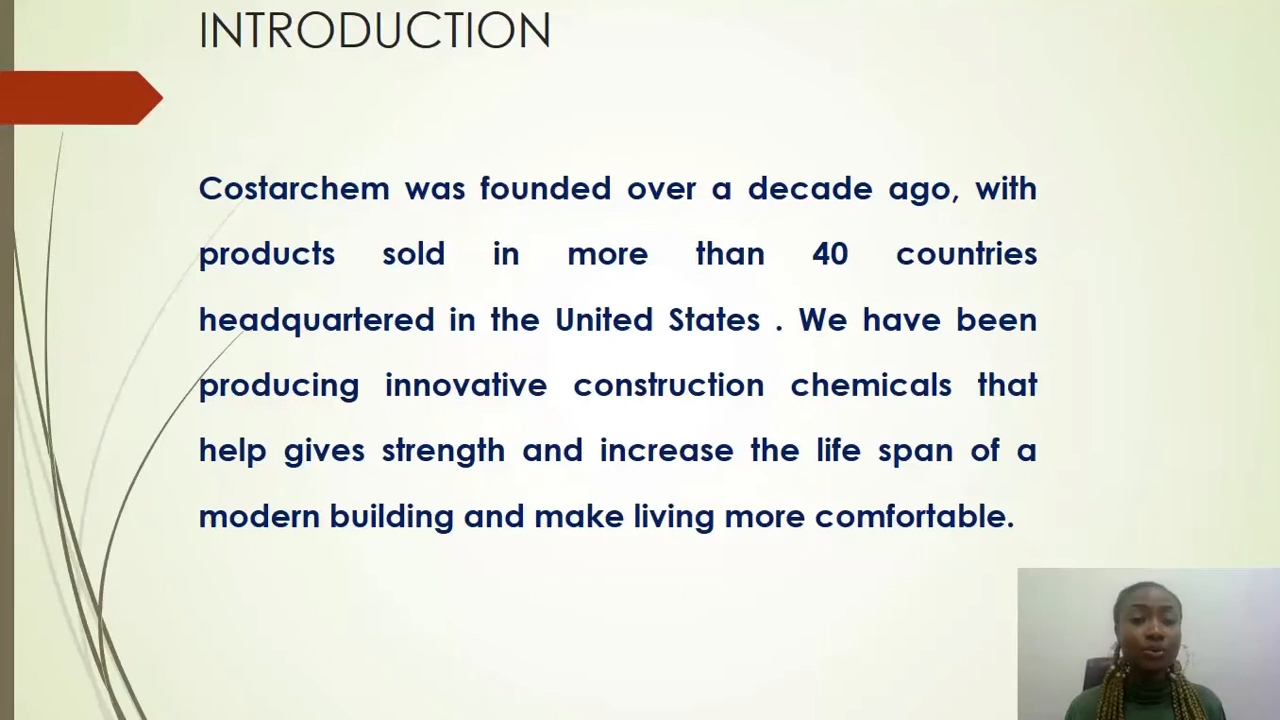 INTRODUCTION
Costarchem was founded over a decade ago, with
products sold in more than 40 countries
headquartered in the United States . We have been
producing innovative construction chemicals that
help gives strength and increase the life span of a
modern building and make living more comfortable.